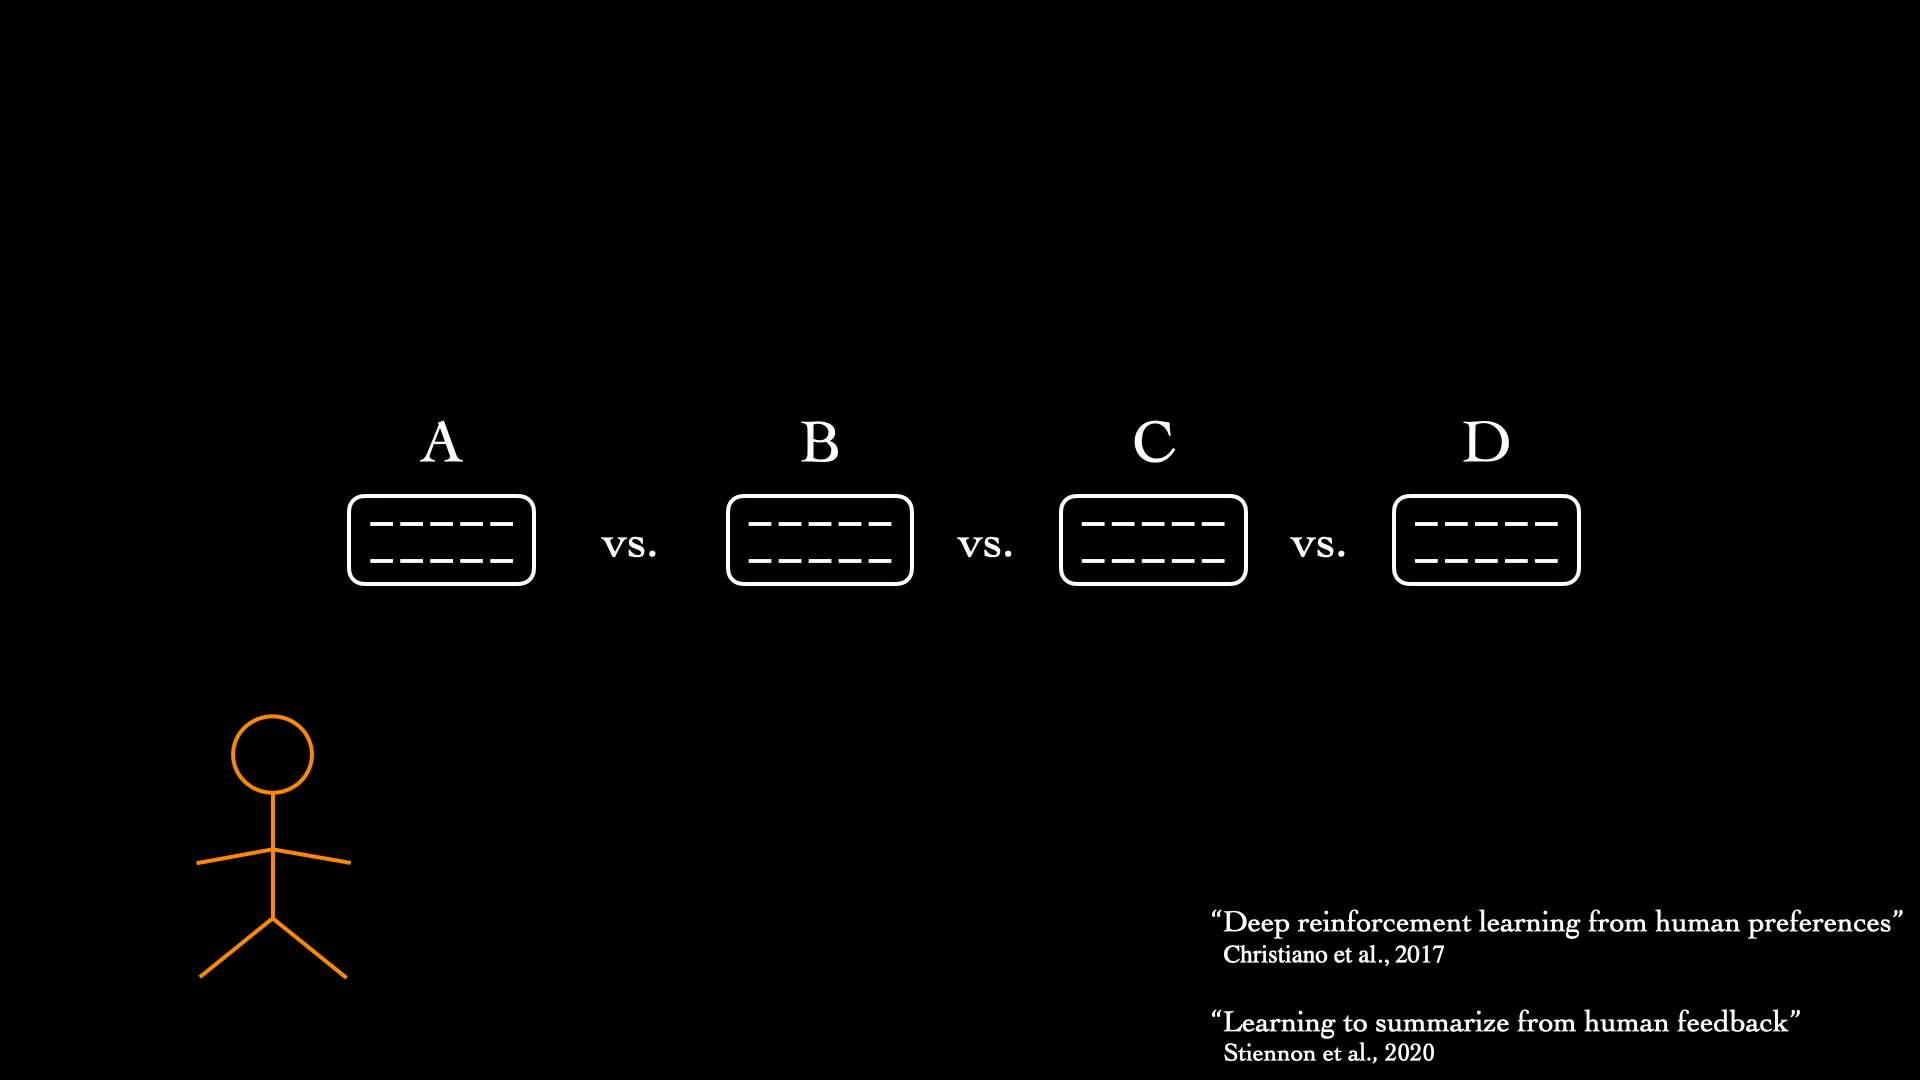 A B C D
vs. vs. vs.
“Deep reinforcement learning from human preferences”
Christiano et al., 2017
“Learning to summarize from human feedback”
Stiennon et al., 2020